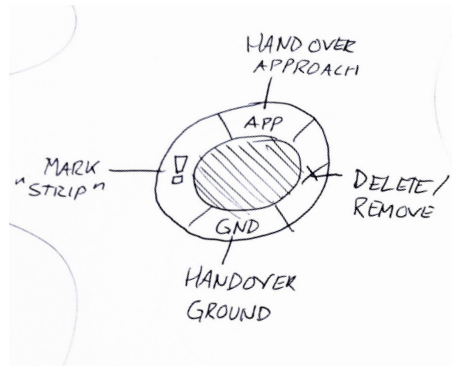 HANDOVER
APPROACH
APP
!
MARK
"STRIP"
X
DELETE/
REMOVE
GND
HANDOVER
GROUND